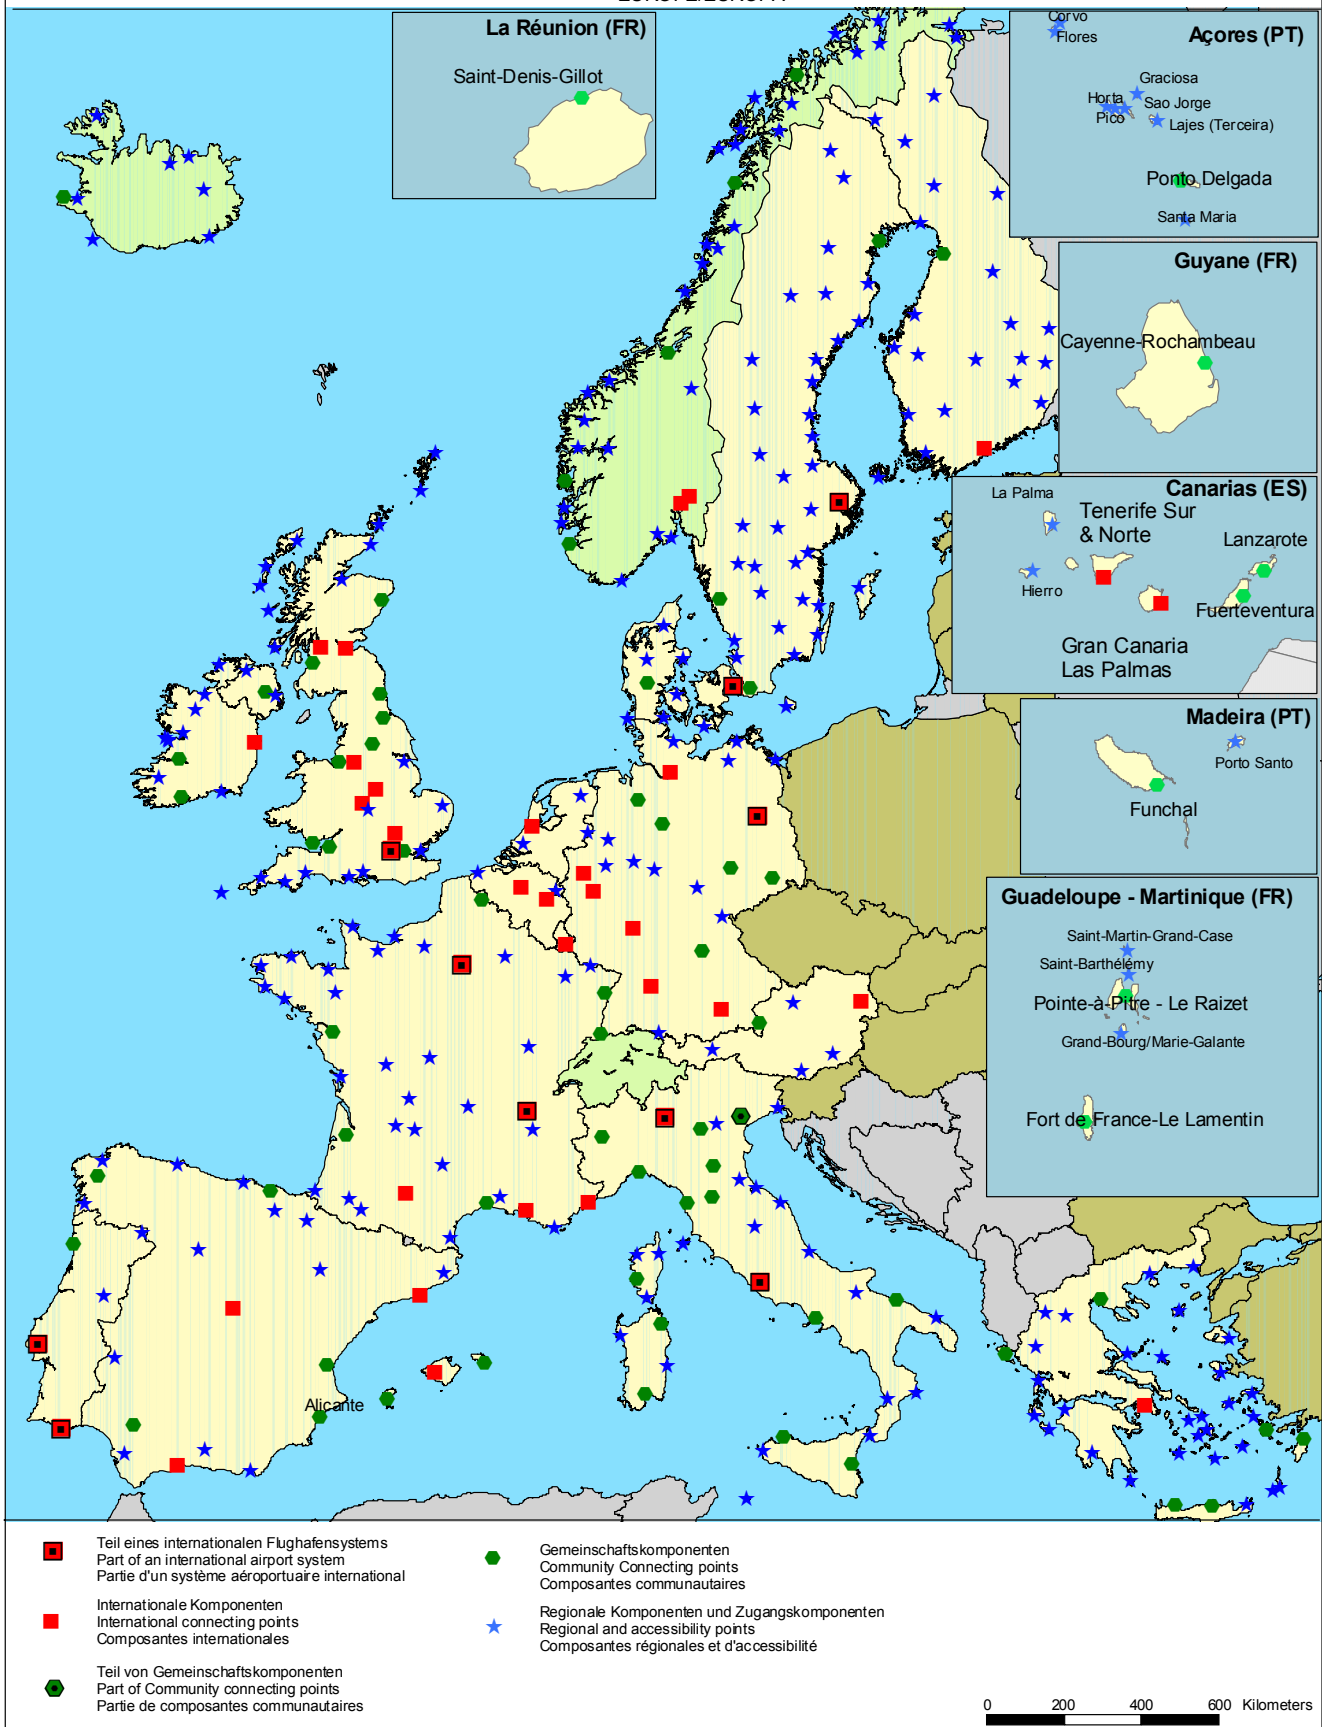 La Réunion (FR)
Saint-Denis-Gillot
Corvo
Flores
Açores (PT)
Graciosa
Horta
Sao Jorge
Pico
Lajes (Terceira)
Ponto Delgada
Santa Maria
Guyane (FR)
Cayenne-Rochambeau
Canarias (ES)
La Palma
Tenerife Sur
& Norte
Lanzarote
Hierro
Fuerteventura
Gran Canaria
Las Palmas
Madeira (PT)
Porto Santo
Funchal
Guadeloupe - Martinique (FR)
Saint-Martin-Grand-Case
Saint-Barthélémy
Pointe-à-Pitre - Le Raizet
Grand-Bourg/Marie-Galante
Fort de France-Le Lamentin
Alicante
Teil eines internationalen Flughafensystems
Part of an international airport system
Partie d'un système aéroportuaire international
Internationale Komponenten
International connecting points
Composantes internationales
Teil von Gemeinschaftskomponenten
Part of Community connecting points
Partie de composantes communautaires
Gemeinschaftskomponenten
Community Connecting points
Composantes communautaires
Regionale Komponenten und Zugangskomponenten
Regional and accessibility points
Composantes régionales et d'accessibilité
0 200 400 600 Kilometers